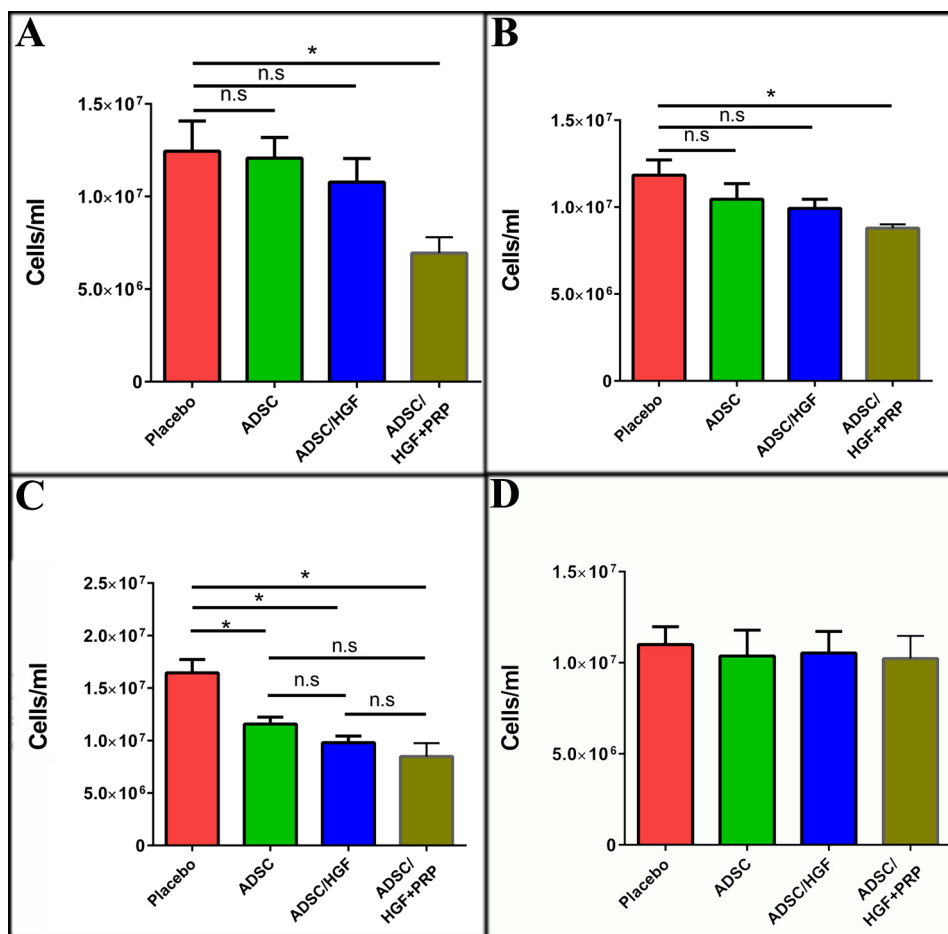 A
*
n.s
n.s
1.5×10⁷
1.0×10⁷
5.0×10⁶
0
Cells/ml
Placebo
ADSC
ADSC/HGF
ADSC/
HGF+PRP
B
*
n.s
n.s
1.5×10⁷
1.0×10⁷
5.0×10⁶
0
Cells/ml
Placebo
ADSC
ADSC/HGF
ADSC/
HGF+PRP
C
*
*
*
n.s
n.s
n.s
2.5×10⁷
2.0×10⁷
1.5×10⁷
1.0×10⁷
5.0×10⁶
0
Cells/ml
Placebo
ADSC
ADSC/HGF
ADSC/
HGF+PRP
D
1.5×10⁷
1.0×10⁷
5.0×10⁶
0
Cells/ml
Placebo
ADSC
ADSC/HGF
ADSC/
HGF+PRP